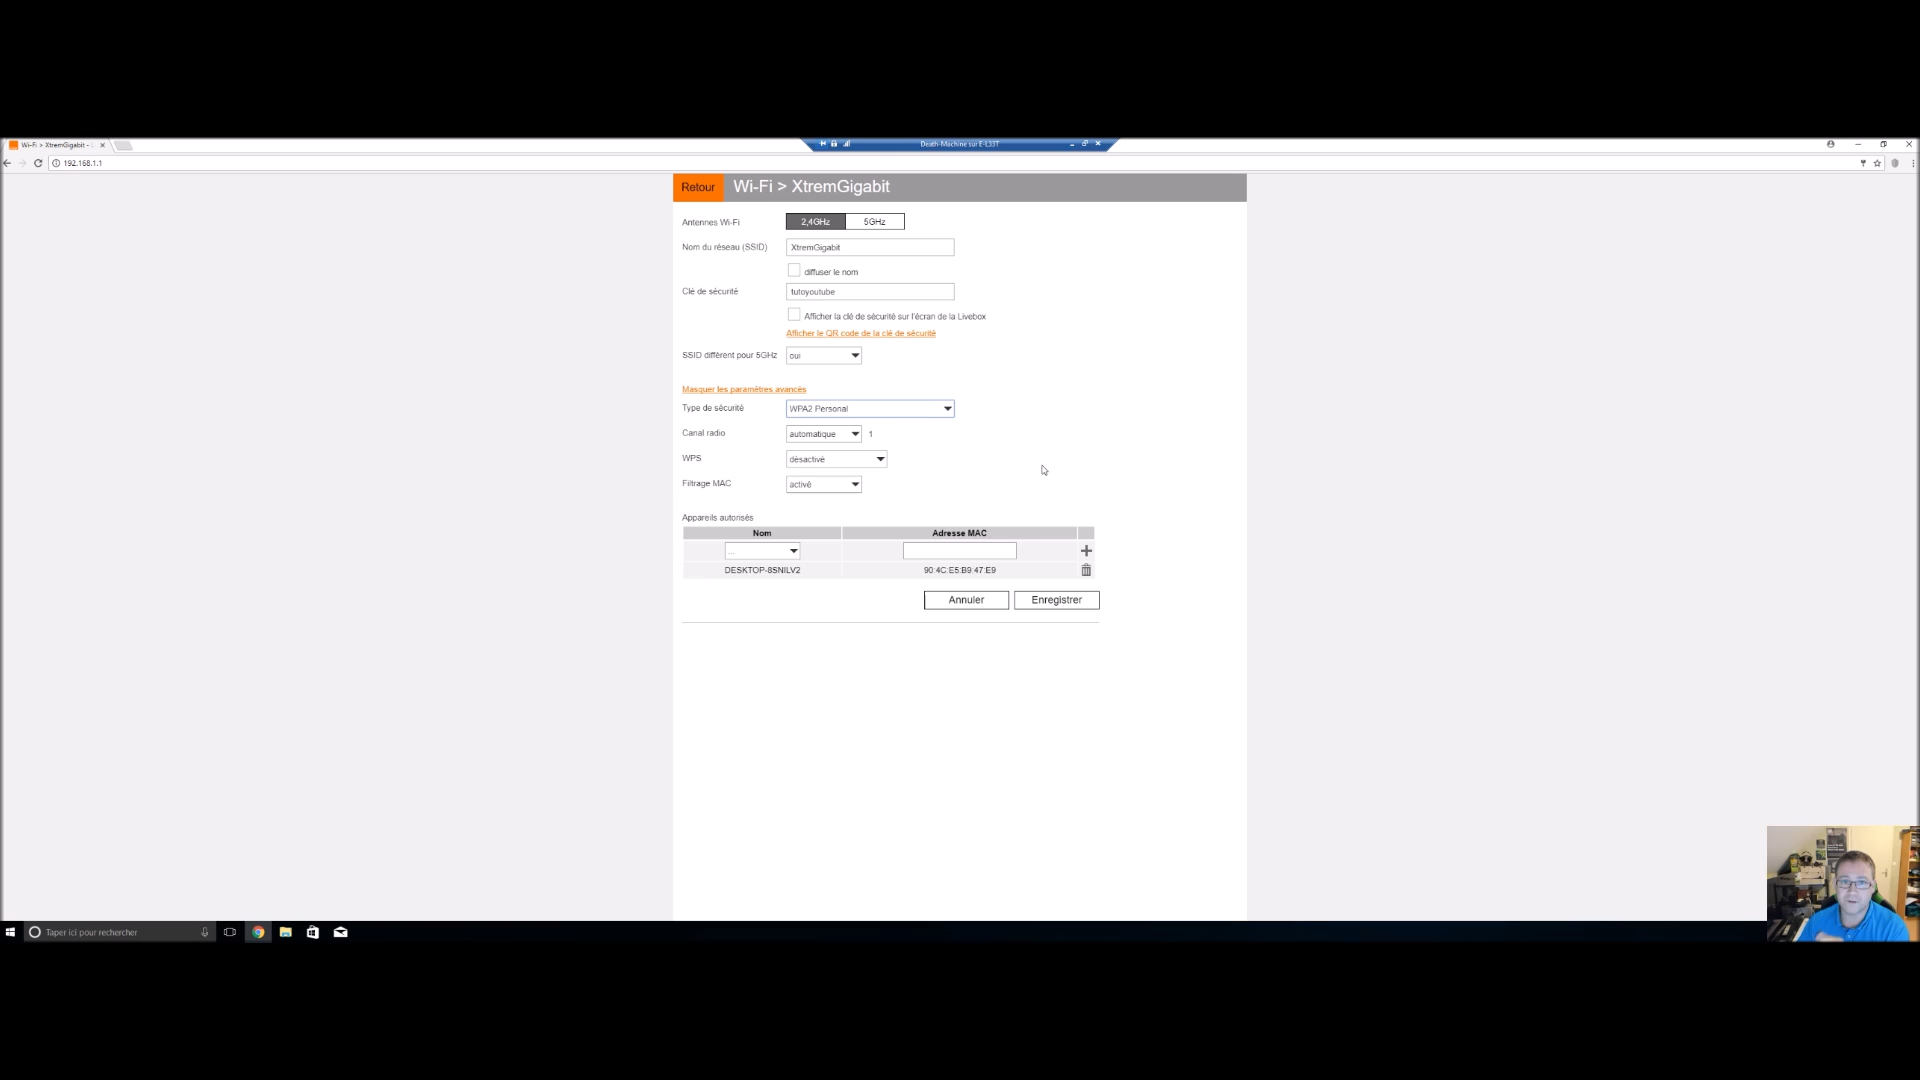 Wi-Fi > XtremGigabit -
Death-Machine sur E-L33T
192.168.1.1
Retour
Wi-Fi > XtremGigabit
Antennes Wi-Fi 2,4GHz 5GHz
Nom du réseau (SSID) XtremGigabit
diffuser le nom
Clé de sécurité tutoyoutube
Afficher la clé de sécurité sur l'écran de la Livebox
Afficher le QR code de la clé de sécurité
SSID différent pour 5GHz oui
Masquer les paramètres avancés
Type de sécurité WPA2 Personal
Canal radio automatique 1
WPS désactivé
Filtrage MAC activé
Appareils autorisés
Nom Adresse MAC
...
DESKTOP-8SNILV2 90:4C:E5:B9:47:E9
Annuler Enregistrer
Taper ici pour rechercher